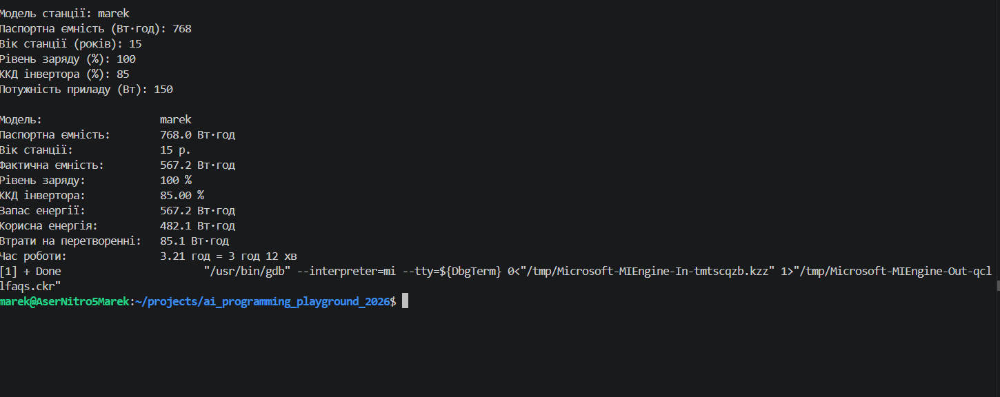 Модель станції: marek
Паспортна ємність (Вт·год): 768
Вік станції (років): 15
Рівень заряду (%): 100
ККД інвертора (%): 85
Потужність приладу (Вт): 150
Модель: marek
Паспортна ємність: 768.0 Вт·год
Вік станції: 15 р.
Фактична ємність: 567.2 Вт·год
Рівень заряду: 100 %
ККД інвертора: 85.00 %
Запас енергії: 567.2 Вт·год
Корисна енергія: 482.1 Вт·год
Втрати на перетворенні: 85.1 Вт·год
Час роботи: 3.21 год = 3 год 12 хв
[1] + Done "/usr/bin/gdb" --interpreter=mi --tty=${DbgTerm} 0<"/tmp/Microsoft-MIEngine-In-tmtscqzb.kzz" 1>"/tmp/Microsoft-MIEngine-Out-qcl
lfaqs.ckr"
marek@AserNitro5Marek:~/projects/ai_programming_playground_2026$